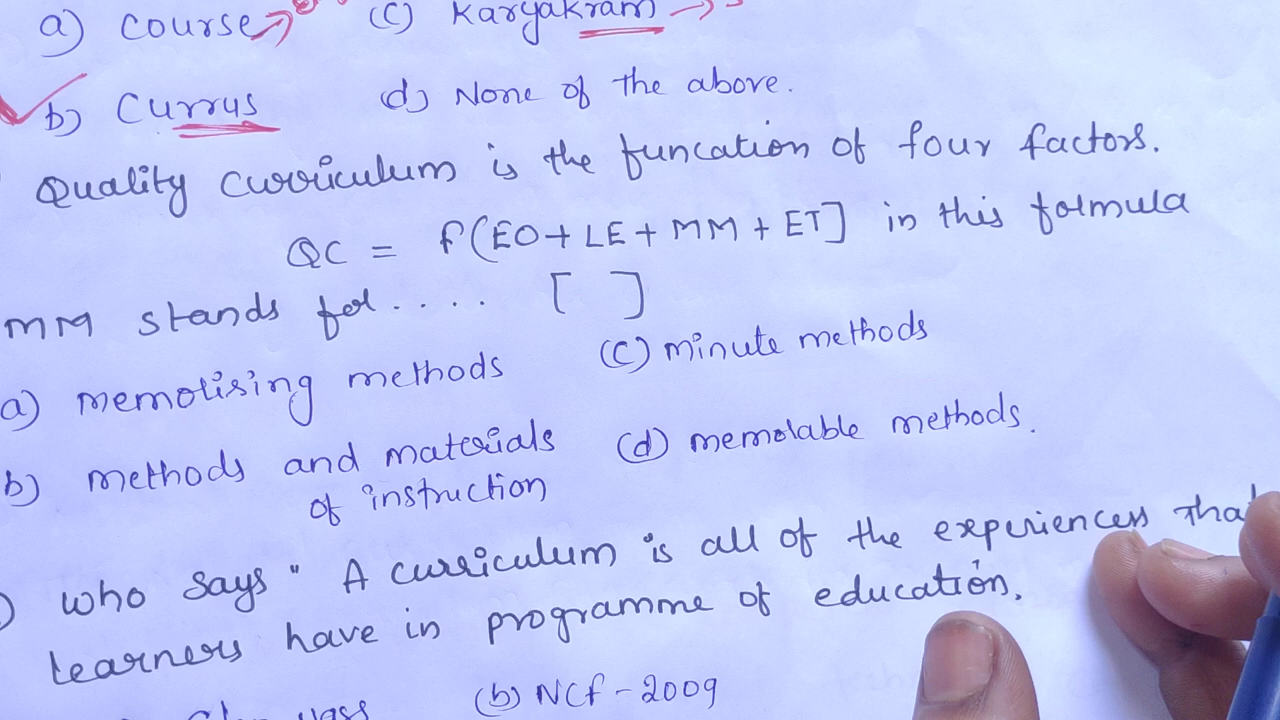 a) course (c) Karyakram
b) Currus d) None of the above.
Quality curriculum is the funcation of four factors.
QC = f(EO+LE+MM+ET] in this formula
MM stands for.... [ ]
a) memorising methods (c) minute methods
b) methods and materials (d) memorable methods.
of instruction
who says " A curriculum is all of the experiences that
learners have in programme of education.
(b) NCf-2009